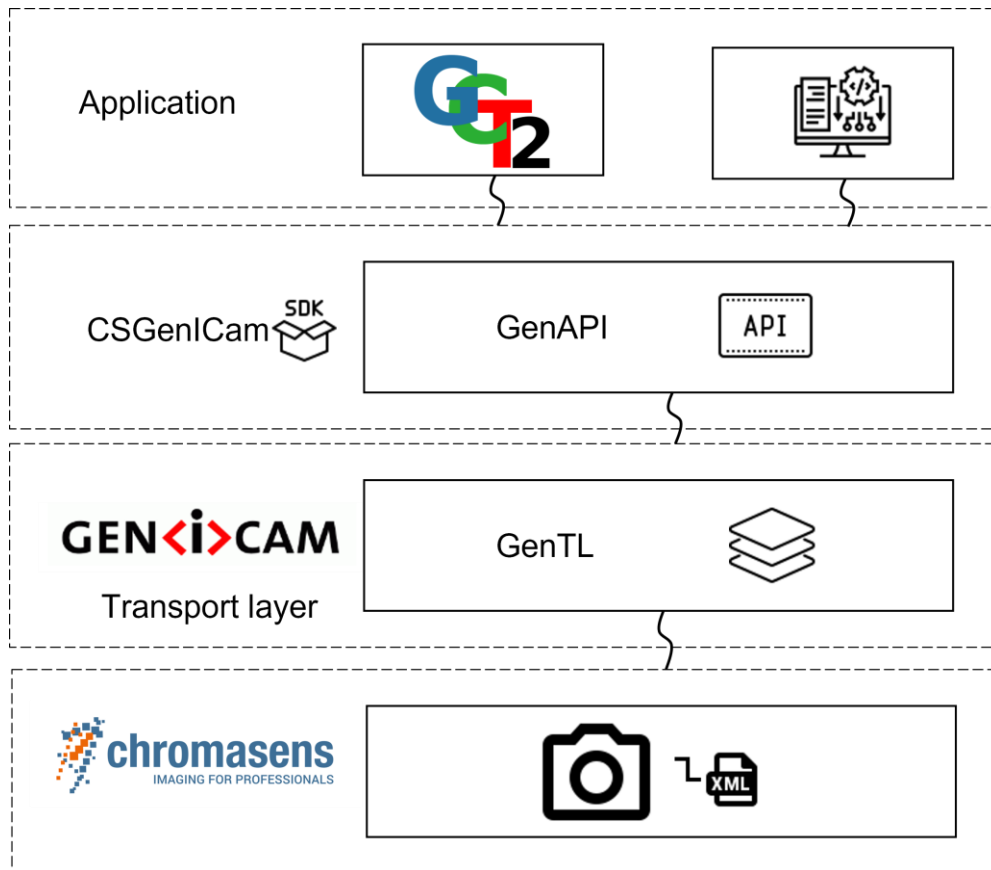 Application
GCT2
</>
CSGenICam
SDK
GenAPI
API
GEN<i>CAM
Transport layer
GenTL
chromasens
IMAGING FOR PROFESSIONALS
XML